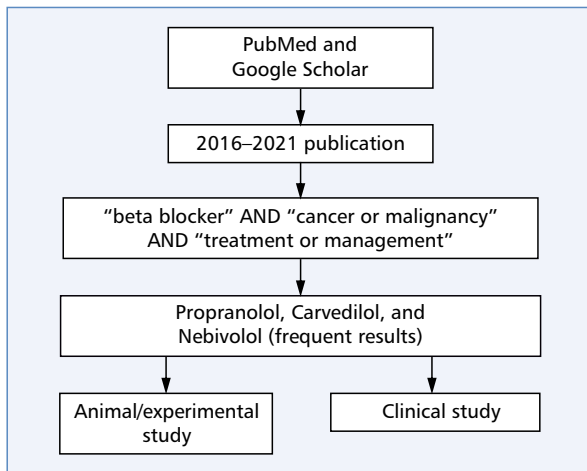 PubMed and
Google Scholar
2016–2021 publication
“beta blocker” AND “cancer or malignancy”
AND “treatment or management”
Propranolol, Carvedilol, and
Nebivolol (frequent results)
Animal/experimental
study
Clinical study